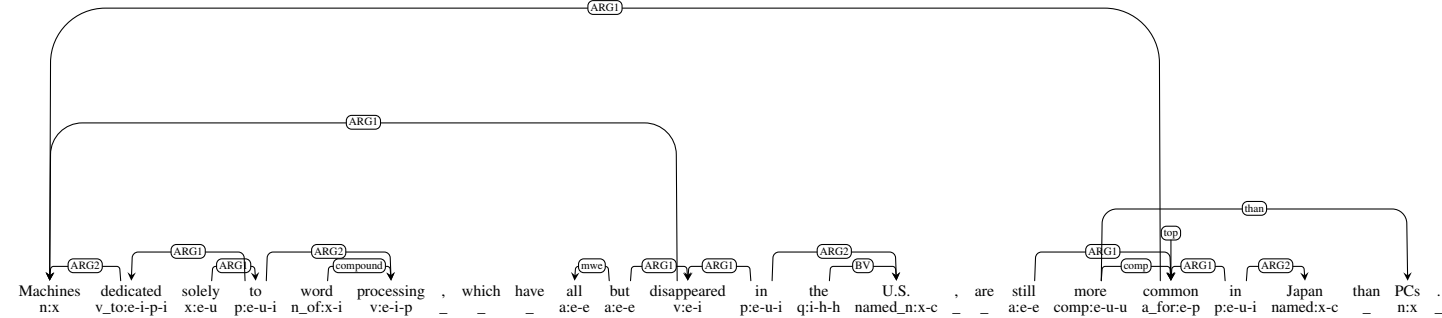 ARG1
ARG1
than
top
ARG1 ARG2 ARG2 ARG1
ARG2 ARG1 compound mwe ARG1 ARG1 BV comp ARG1 ARG2
Machines dedicated solely to word processing , which have all but disappeared in the U.S. , are still more common in Japan than PCs .
n:x v_to:e-i-p-i x:e-u p:e-u-i n_of:x-i v:e-i-p _ _ _ a:e-e a:e-e v:e-i p:e-u-i q:i-h-h named_n:x-c _ _ a:e-e comp:e-u-u a_for:e-p p:e-u-i named:x-c _ n:x _